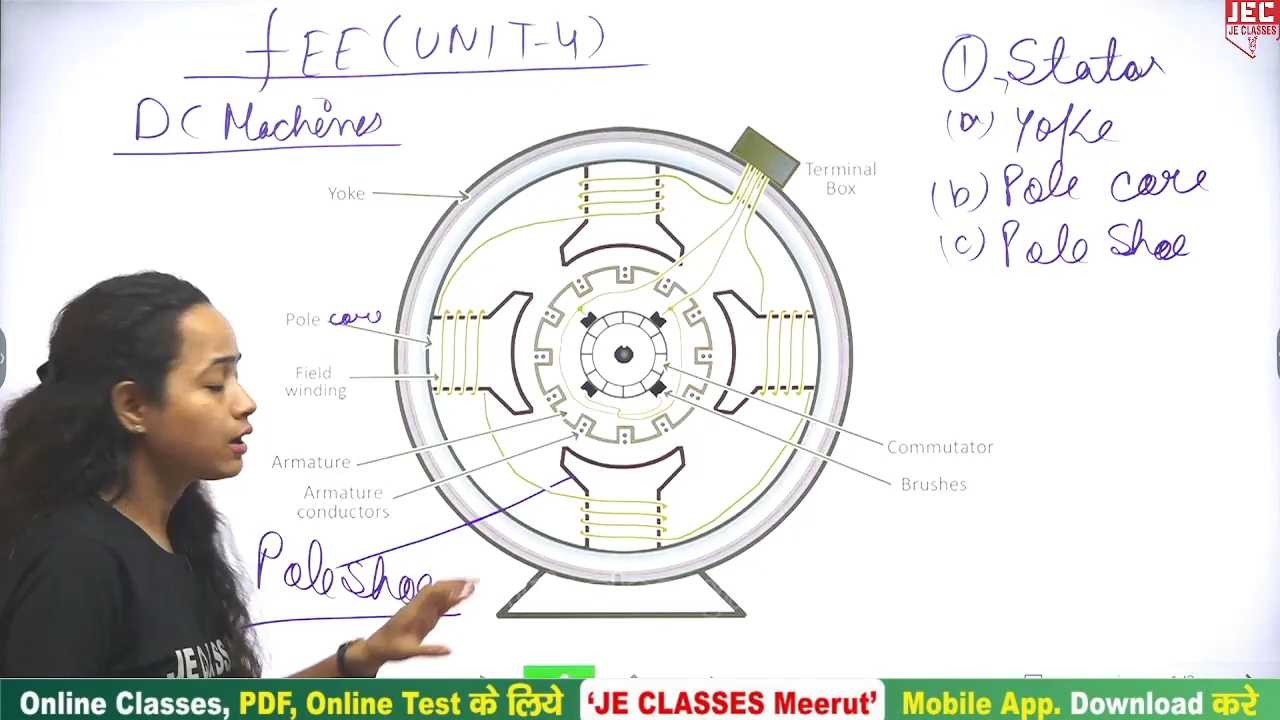 JEC
JE CLASSES
fEE (UNIT-4)
DC Machines
① Stator
(a) Yoke
(b) Pole core
(c) Pole Shoe
Terminal
Box
Yoke
Pole core
Field
winding
Armature
Armature
conductors
Commutator
Brushes
Pole Shoe
JE CLASS
Online Classes, PDF, Online Test के लिये 'JE CLASSES Meerut' Mobile App. Download करे